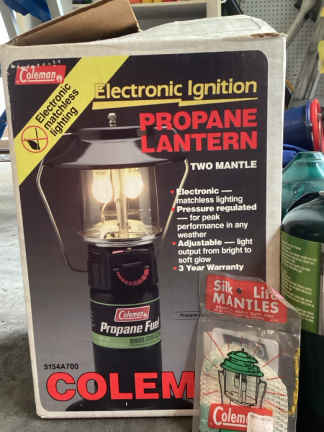 Coleman
Electronic
matchless
lighting
Electronic Ignition
PROPANE
LANTERN
TWO MANTLE
• Electronic —
matchless lighting
• Pressure regulated
— for peak
performance in any
weather
• Adjustable — light
output from bright to
soft glow
• 3 Year Warranty
Coleman
Propane Fuel
5154A700
COLEM
Silk Life
MANTLES
Coleman